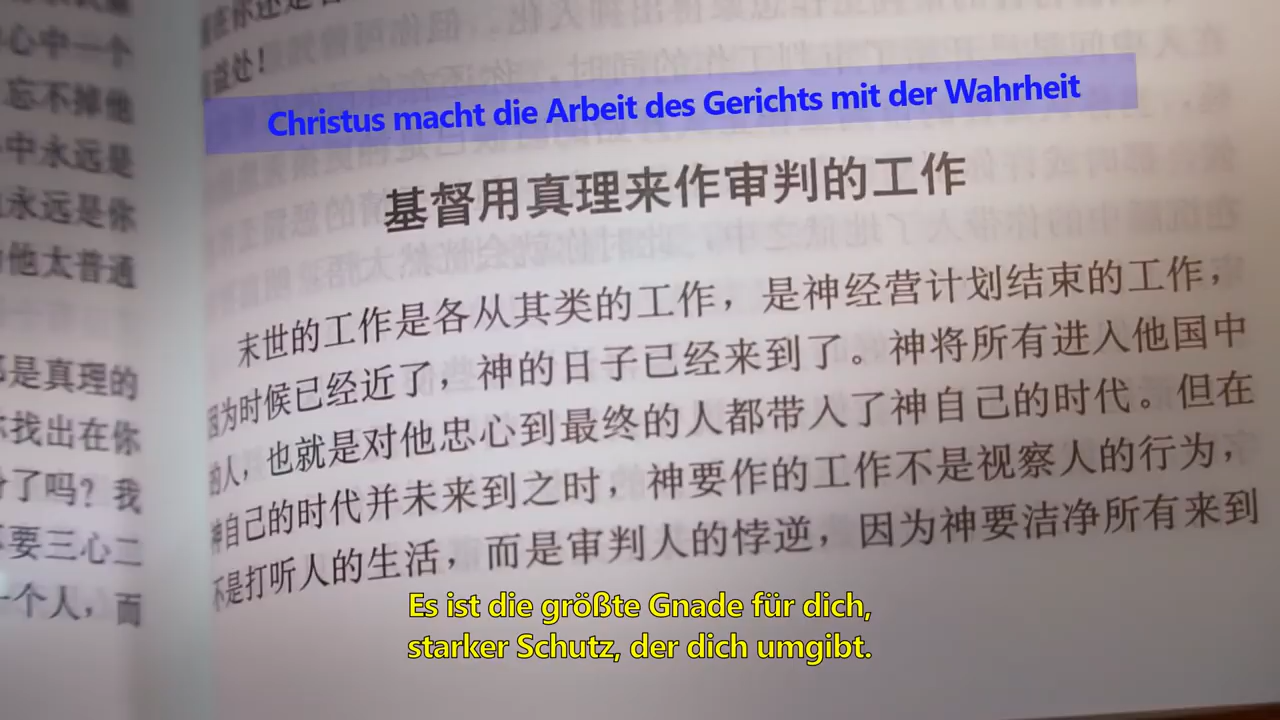 心中一个
忘不掉他
中永远是
永远是你
他太普通
是真理的
找出在你
了吗？我
要三心二
一个人，而
益处！
Christus macht die Arbeit des Gerichts mit der Wahrheit
基督用真理来作审判的工作
末世的工作是各从其类的工作，是神经营计划结束的工作，
因为时候已经近了，神的日子已经来到了。神将所有进入他国中
的人，也就是对他忠心到最终的人都带入了神自己的时代。但在
神自己的时代并未来到之时，神要作的工作不是视察人的行为，
不是打听人的生活，而是审判人的悖逆，因为神要洁净所有来到
Es ist die größte Gnade für dich,
starker Schutz, der dich umgibt.